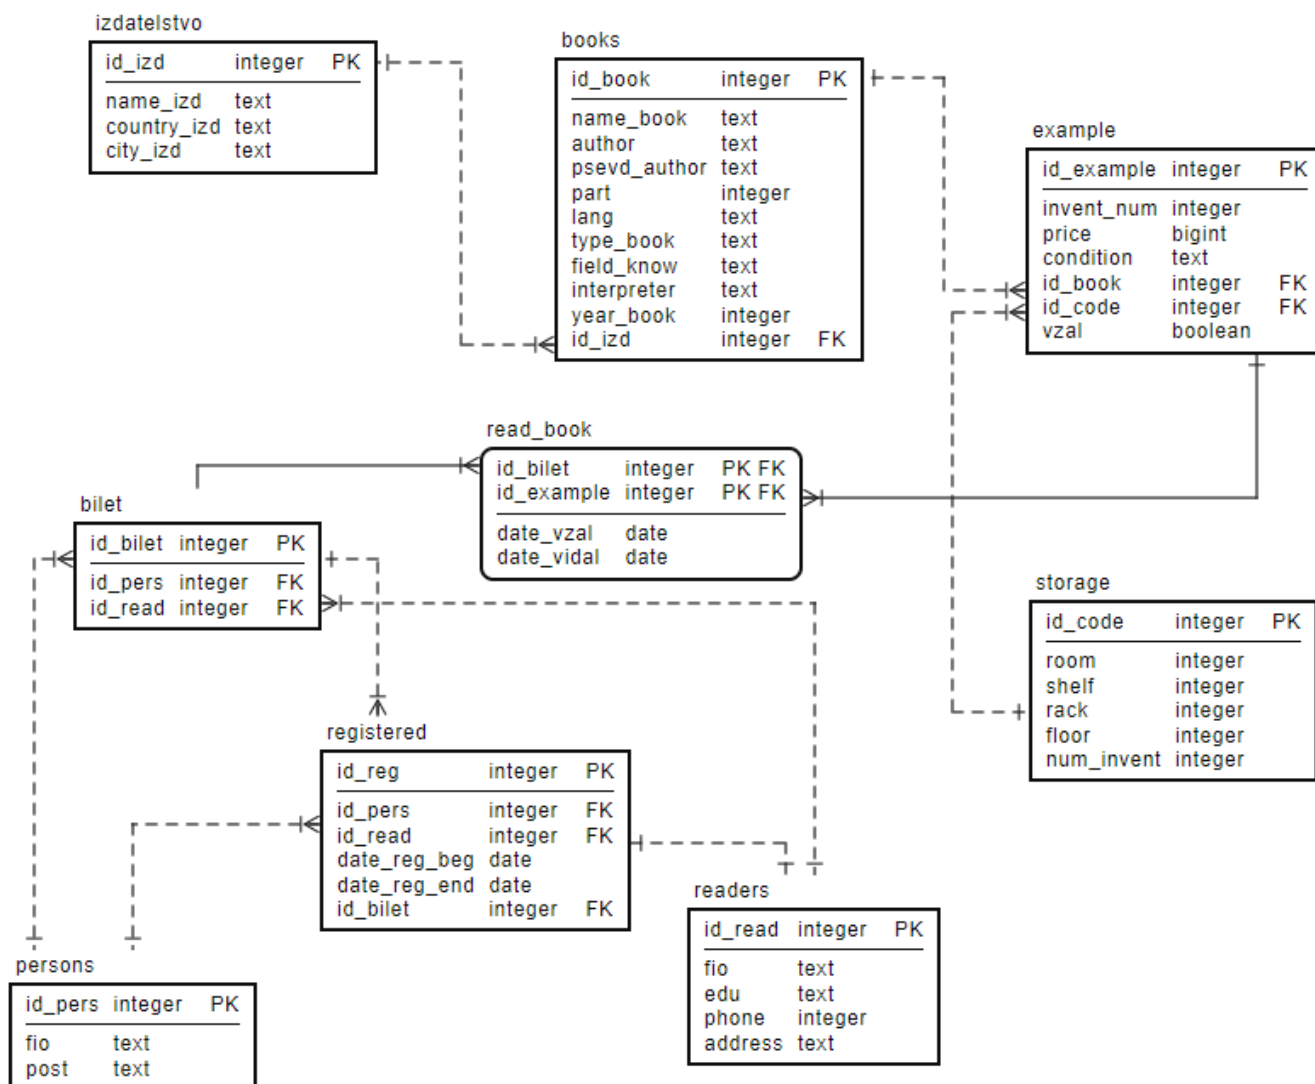 izdatelstvo
id_izd integer PK
name_izd text
country_izd text
city_izd text
books
id_book integer PK
name_book text
author text
psevd_author text
part integer
lang text
type_book text
field_know text
interpreter text
year_book integer
id_izd integer FK
example
id_example integer PK
invent_num integer
price bigint
condition text
id_book integer FK
id_code integer FK
vzal boolean
read_book
id_bilet integer PK FK
id_example integer PK FK
date_vzal date
date_vidal date
bilet
id_bilet integer PK
id_pers integer FK
id_read integer FK
storage
id_code integer PK
room integer
shelf integer
rack integer
floor integer
num_invent integer
registered
id_reg integer PK
id_pers integer FK
id_read integer FK
date_reg_beg date
date_reg_end date
id_bilet integer FK
readers
id_read integer PK
fio text
edu text
phone integer
address text
persons
id_pers integer PK
fio text
post text